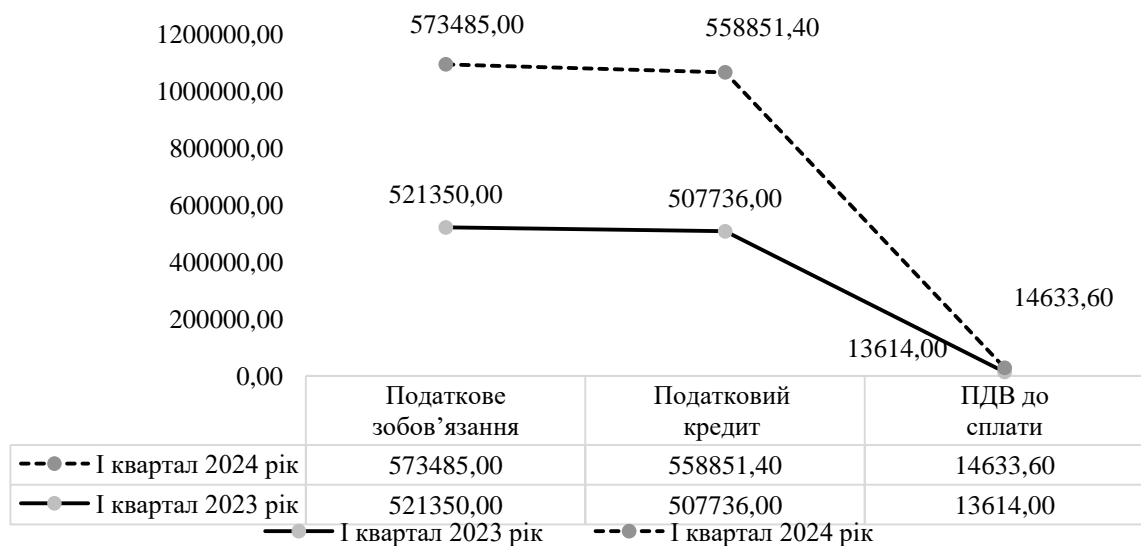 1200000,00
1000000,00
800000,00
600000,00
400000,00
200000,00
0,00
573485,00
558851,40
521350,00
507736,00
14633,60
13614,00
Податкове зобов’язання
Податковий кредит
ПДВ до сплати
І квартал 2024 рік 573485,00 558851,40 14633,60
І квартал 2023 рік 521350,00 507736,00 13614,00
І квартал 2023 рік І квартал 2024 рік